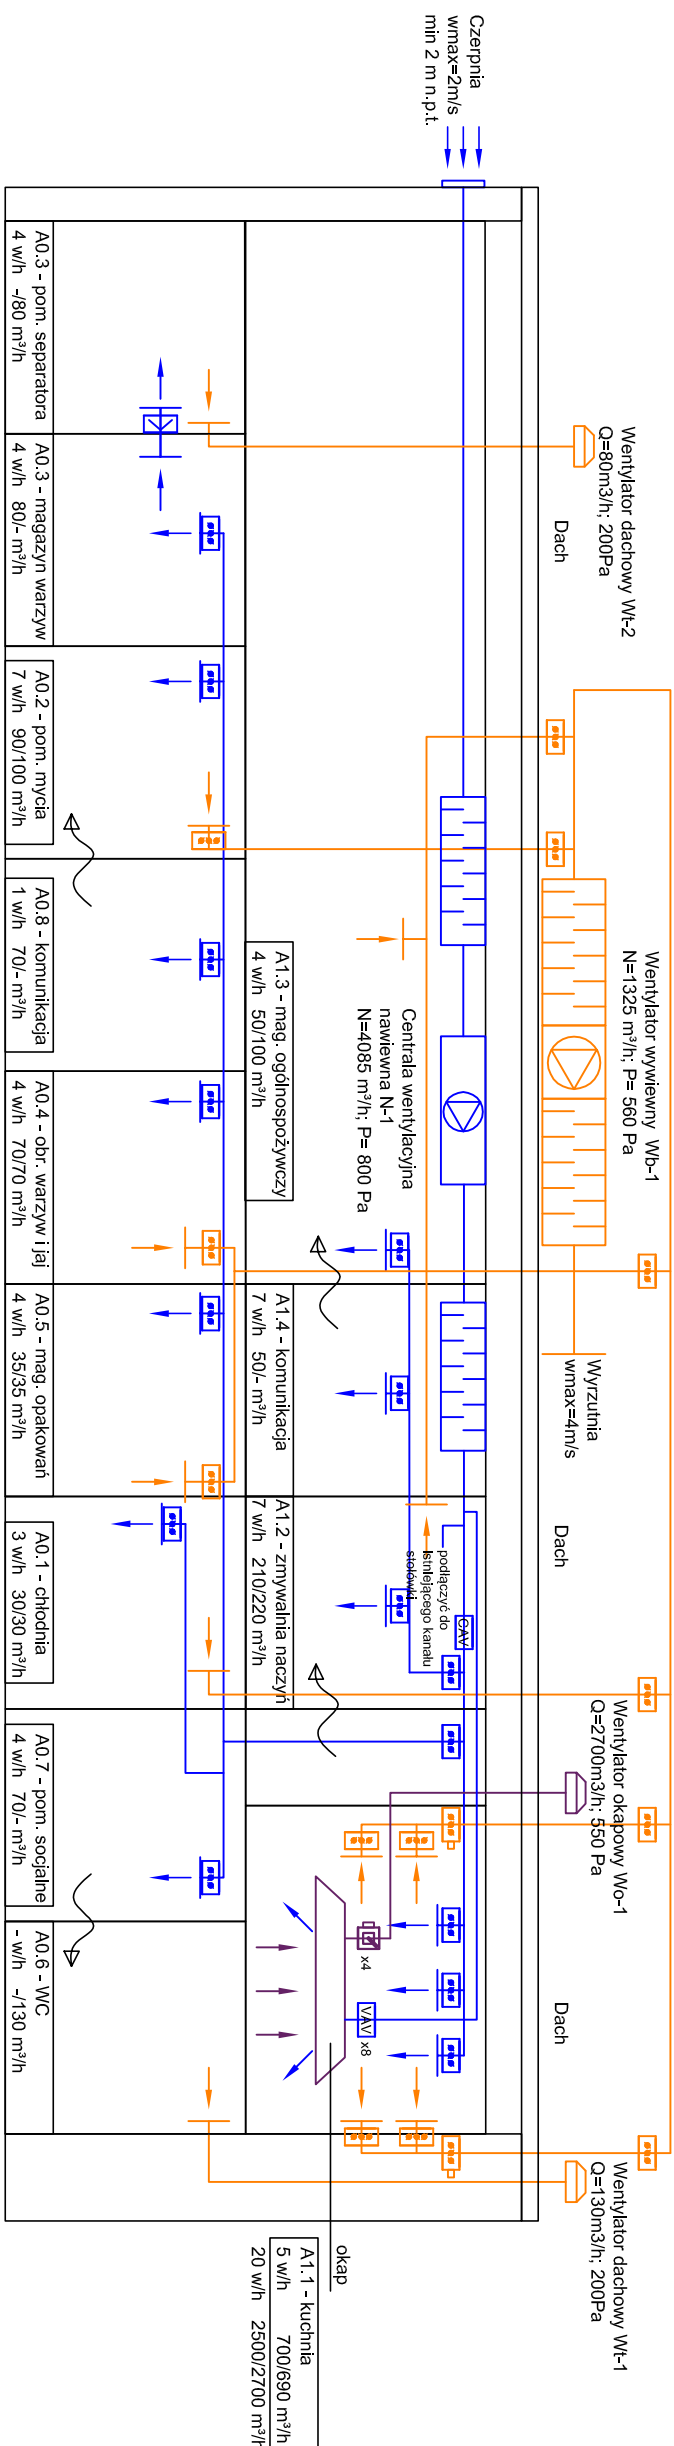 Czerpnia
wmax=2m/s
min 2 m n.p.t.
Wentylator dachowy Wt-2
Q=80m3/h; 200Pa
Dach
Wentylator wywiewny Wb-1
N=1325 m³/h; P= 560 Pa
Wyrzutnia
wmax=4m/s
Dach
Wentylator okapowy Wo-1
Q=2700m3/h; 550 Pa
Dach
Wentylator dachowy Wt-1
Q=130m3/h; 200Pa
Centrala wentylacyjna
nawiewna N-1
N=4085 m³/h; P= 800 Pa
podłączyć do
istniejącego kanału
stołówki
CAV
x4
VAV
x8
okap
A1.1 - kuchnia
5 w/h 700/690 m³/h
20 w/h 2500/2700 m³/h
A1.3 - mag. ogólnospożywczy
4 w/h 50/100 m³/h
A1.4 - komunikacja
7 w/h 50/- m³/h
A1.2 - zmywalnia naczyń
7 w/h 210/220 m³/h
A0.3 - pom. separatora
4 w/h -/80 m³/h
A0.3 - magazyn warzyw
4 w/h 80/- m³/h
A0.2 - pom. mycia
7 w/h 90/100 m³/h
A0.8 - komunikacja
1 w/h 70/- m³/h
A0.4 - obr. warzyw i jaj
4 w/h 70/70 m³/h
A0.5 - mag. opakowań
4 w/h 35/35 m³/h
A0.1 - chłodnia
3 w/h 30/30 m³/h
A0.7 - pom. socjalne
4 w/h 70/- m³/h
A0.6 - WC
- w/h -/130 m³/h